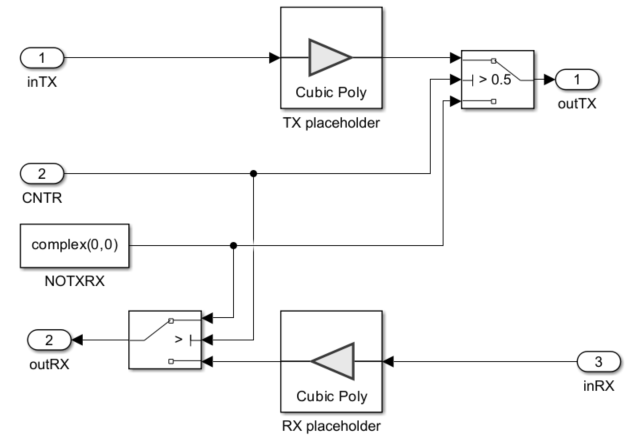 1
inTX
Cubic Poly
TX placeholder
> 0.5
1
outTX
2
CNTR
complex(0,0)
NOTXRX
2
outRX
>
Cubic Poly
RX placeholder
3
inRX